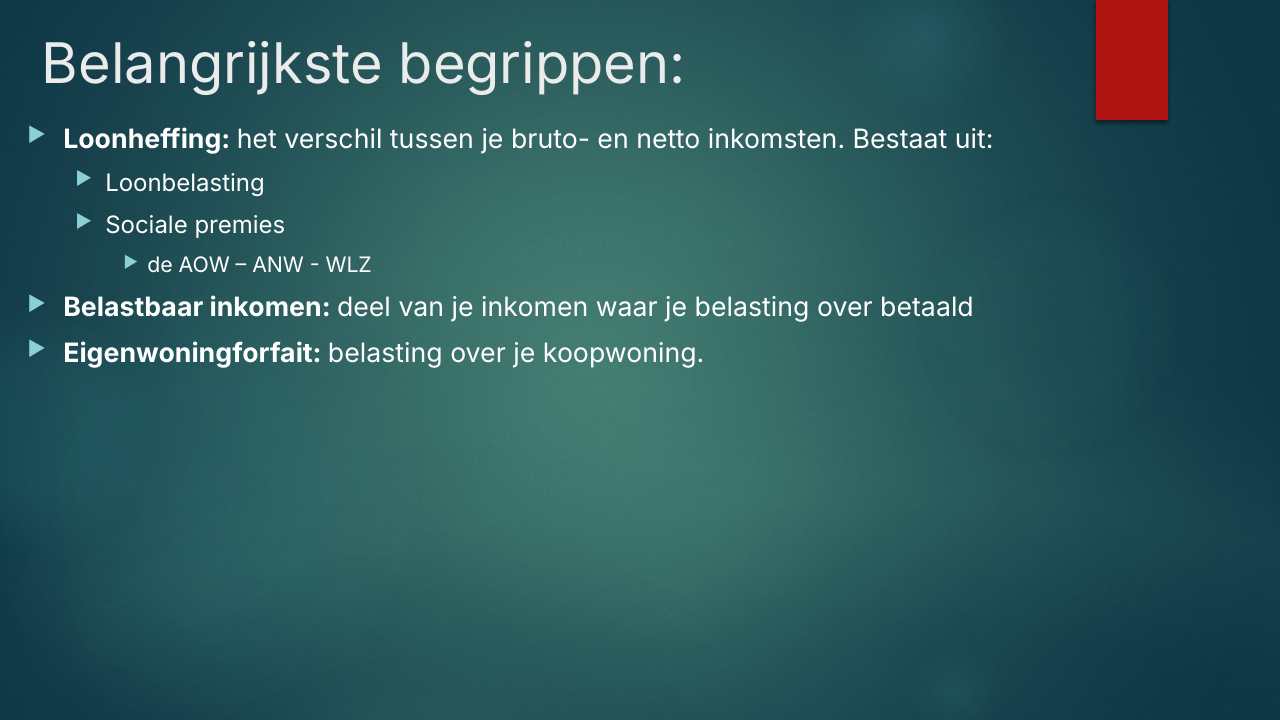 Belangrijkste begrippen:
Loonheffing: het verschil tussen je bruto- en netto inkomsten. Bestaat uit:
Loonbelasting
Sociale premies
de AOW – ANW - WLZ
Belastbaar inkomen: deel van je inkomen waar je belasting over betaald
Eigenwoningforfait: belasting over je koopwoning.